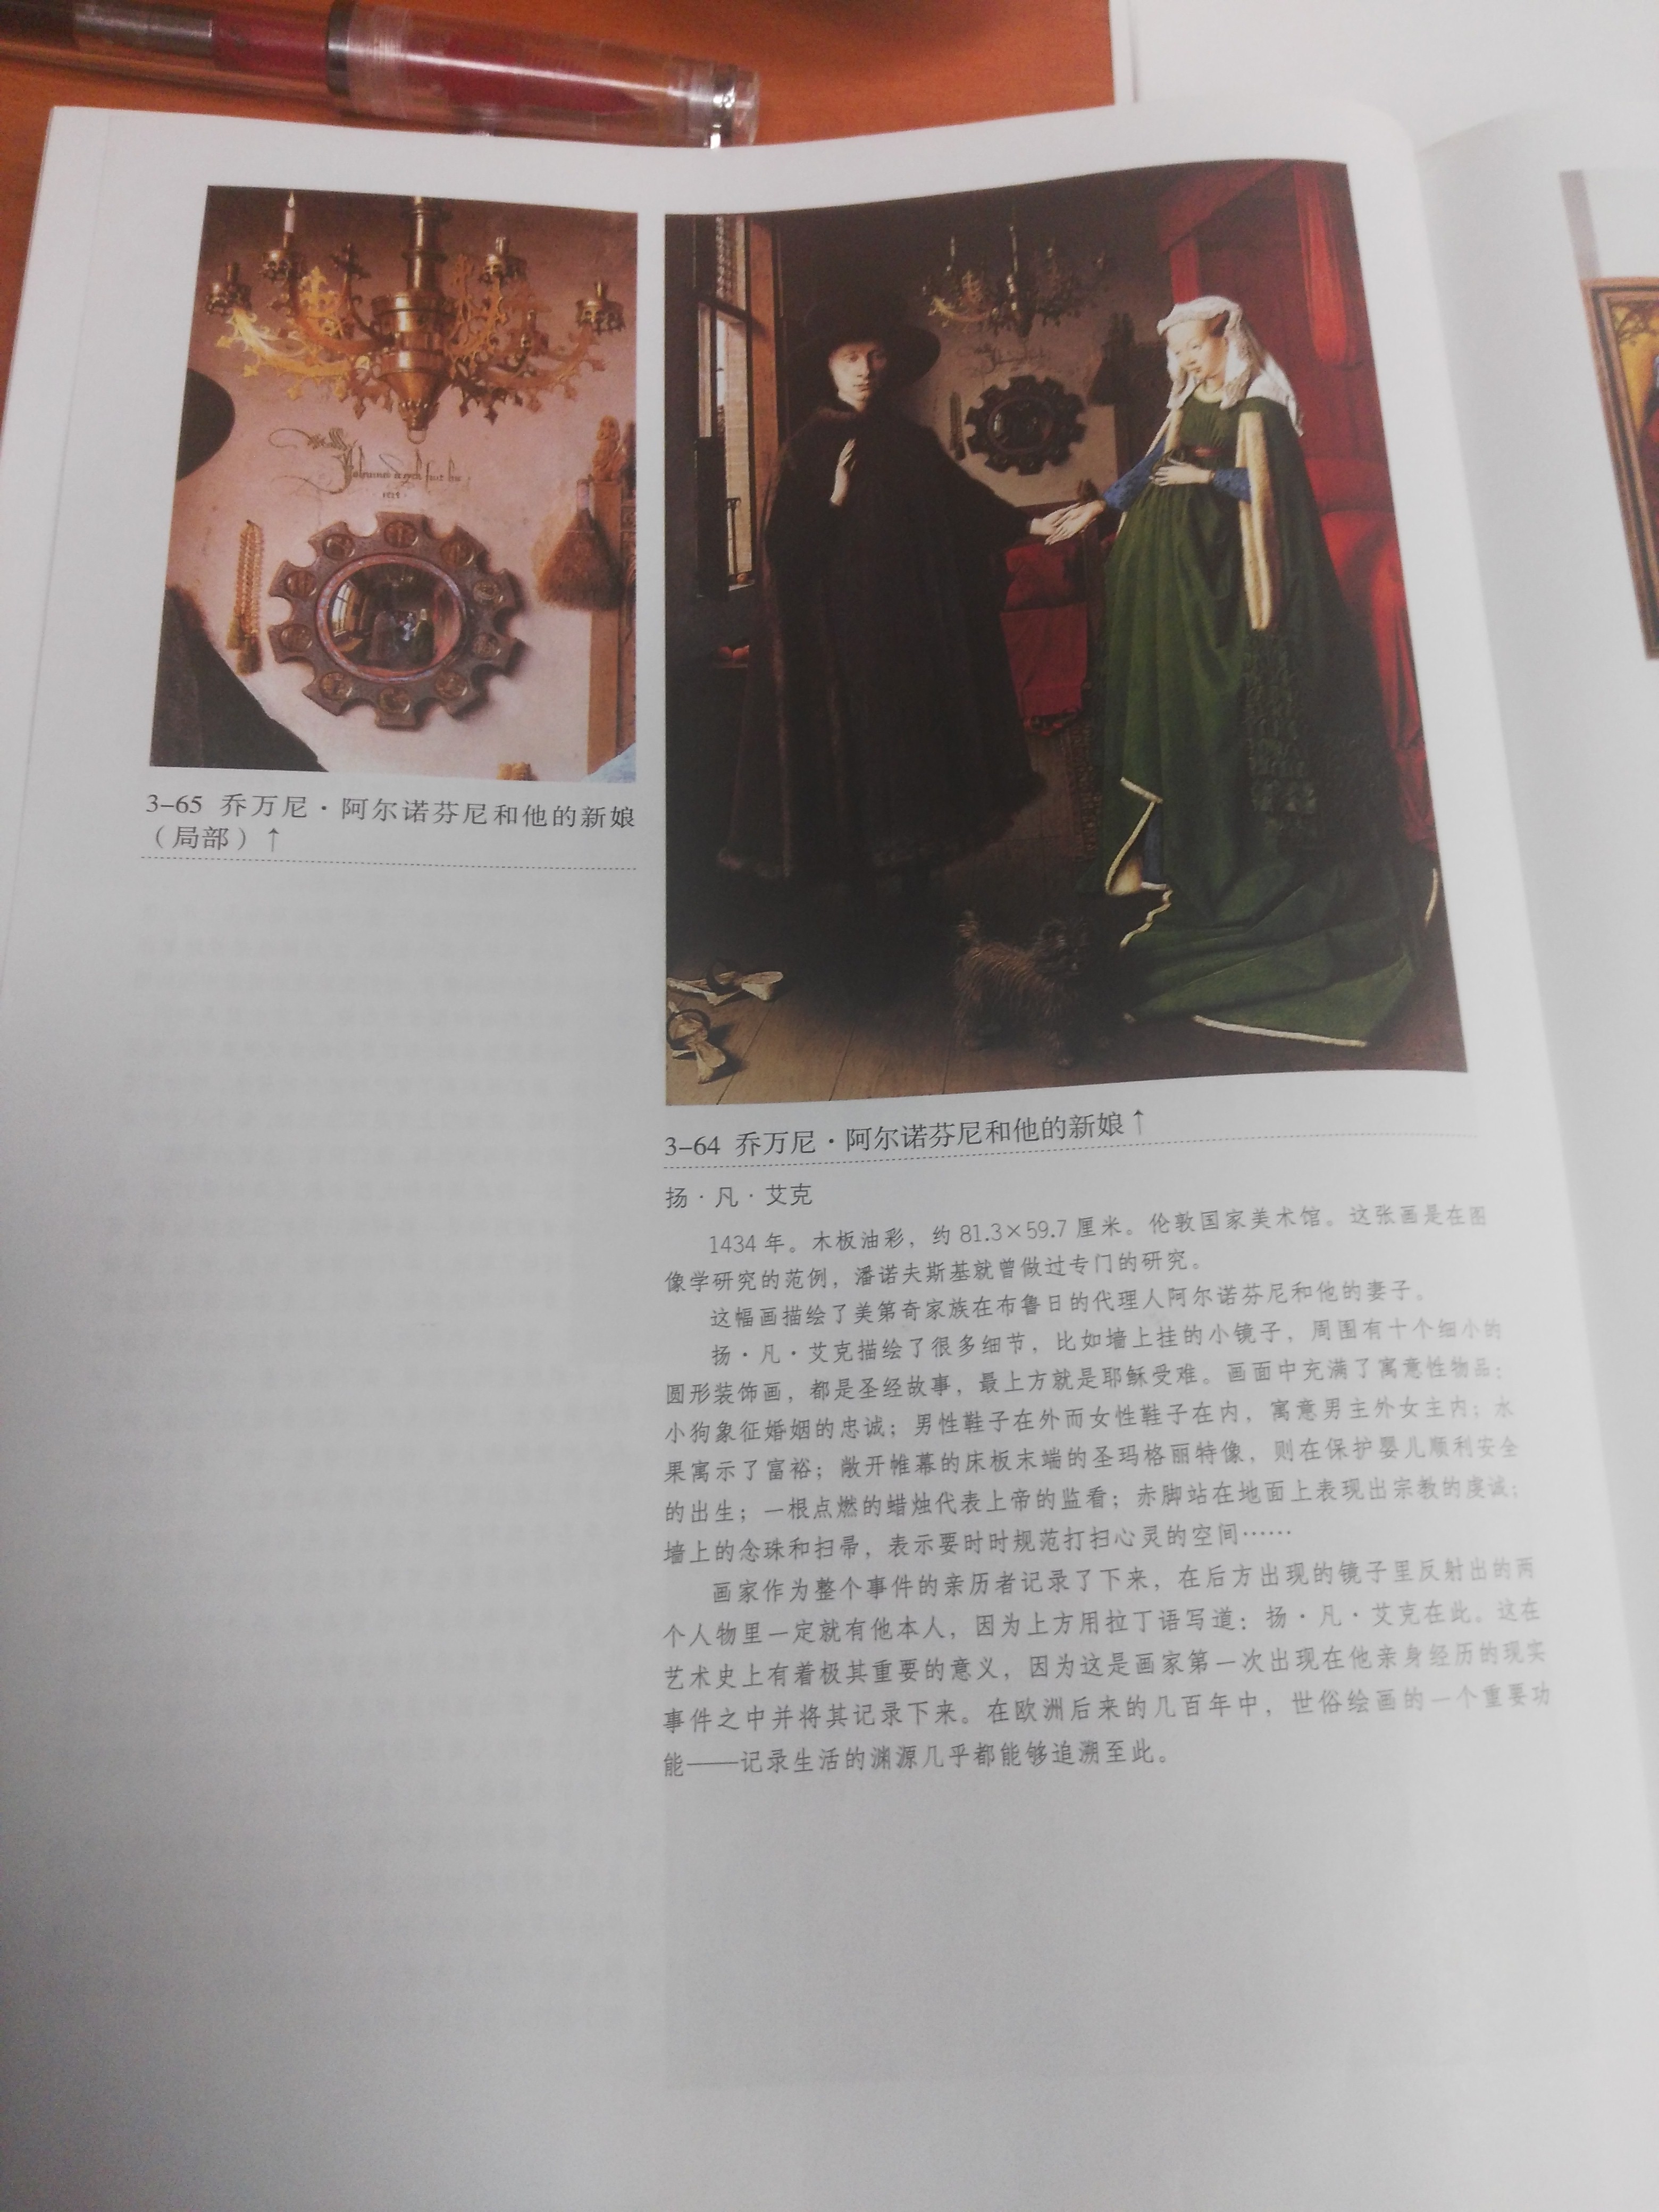 3-65 乔万尼·阿尔诺芬尼和他的新娘
（局部）↑
3-64 乔万尼·阿尔诺芬尼和他的新娘↑
扬·凡·艾克
1434 年。木板油彩，约 81.3×59.7 厘米。伦敦国家美术馆。这张画是在图
像学研究的范例，潘诺夫斯基就曾做过专门的研究。
这幅画描绘了美第奇家族在布鲁日的代理人阿尔诺芬尼和他的妻子。
扬·凡·艾克描绘了很多细节，比如墙上挂的小镜子，周围有十个细小的
圆形装饰画，都是圣经故事，最上方就是耶稣受难。画面中充满了寓意性物品：
小狗象征婚姻的忠诚；男性鞋子在外而女性鞋子在内，寓意男主外女主内；水
果寓示了富裕；敞开帷幕的床板末端的圣玛格丽特像，则在保护婴儿顺利安全
的出生；一根点燃的蜡烛代表上帝的监看；赤脚站在地面上表现出宗教的虔诚；
墙上的念珠和扫帚，表示要时时规范打扫心灵的空间……
画家作为整个事件的亲历者记录了下来，在后方出现的镜子里反射出的两
个人物里一定就有他本人，因为上方用拉丁语写道：扬·凡·艾克在此。这在
艺术史上有着极其重要的意义，因为这是画家第一次出现在他亲身经历的现实
事件之中并将其记录下来。在欧洲后来的几百年中，世俗绘画的一个重要功
能——记录生活的渊源几乎都能够追溯至此。